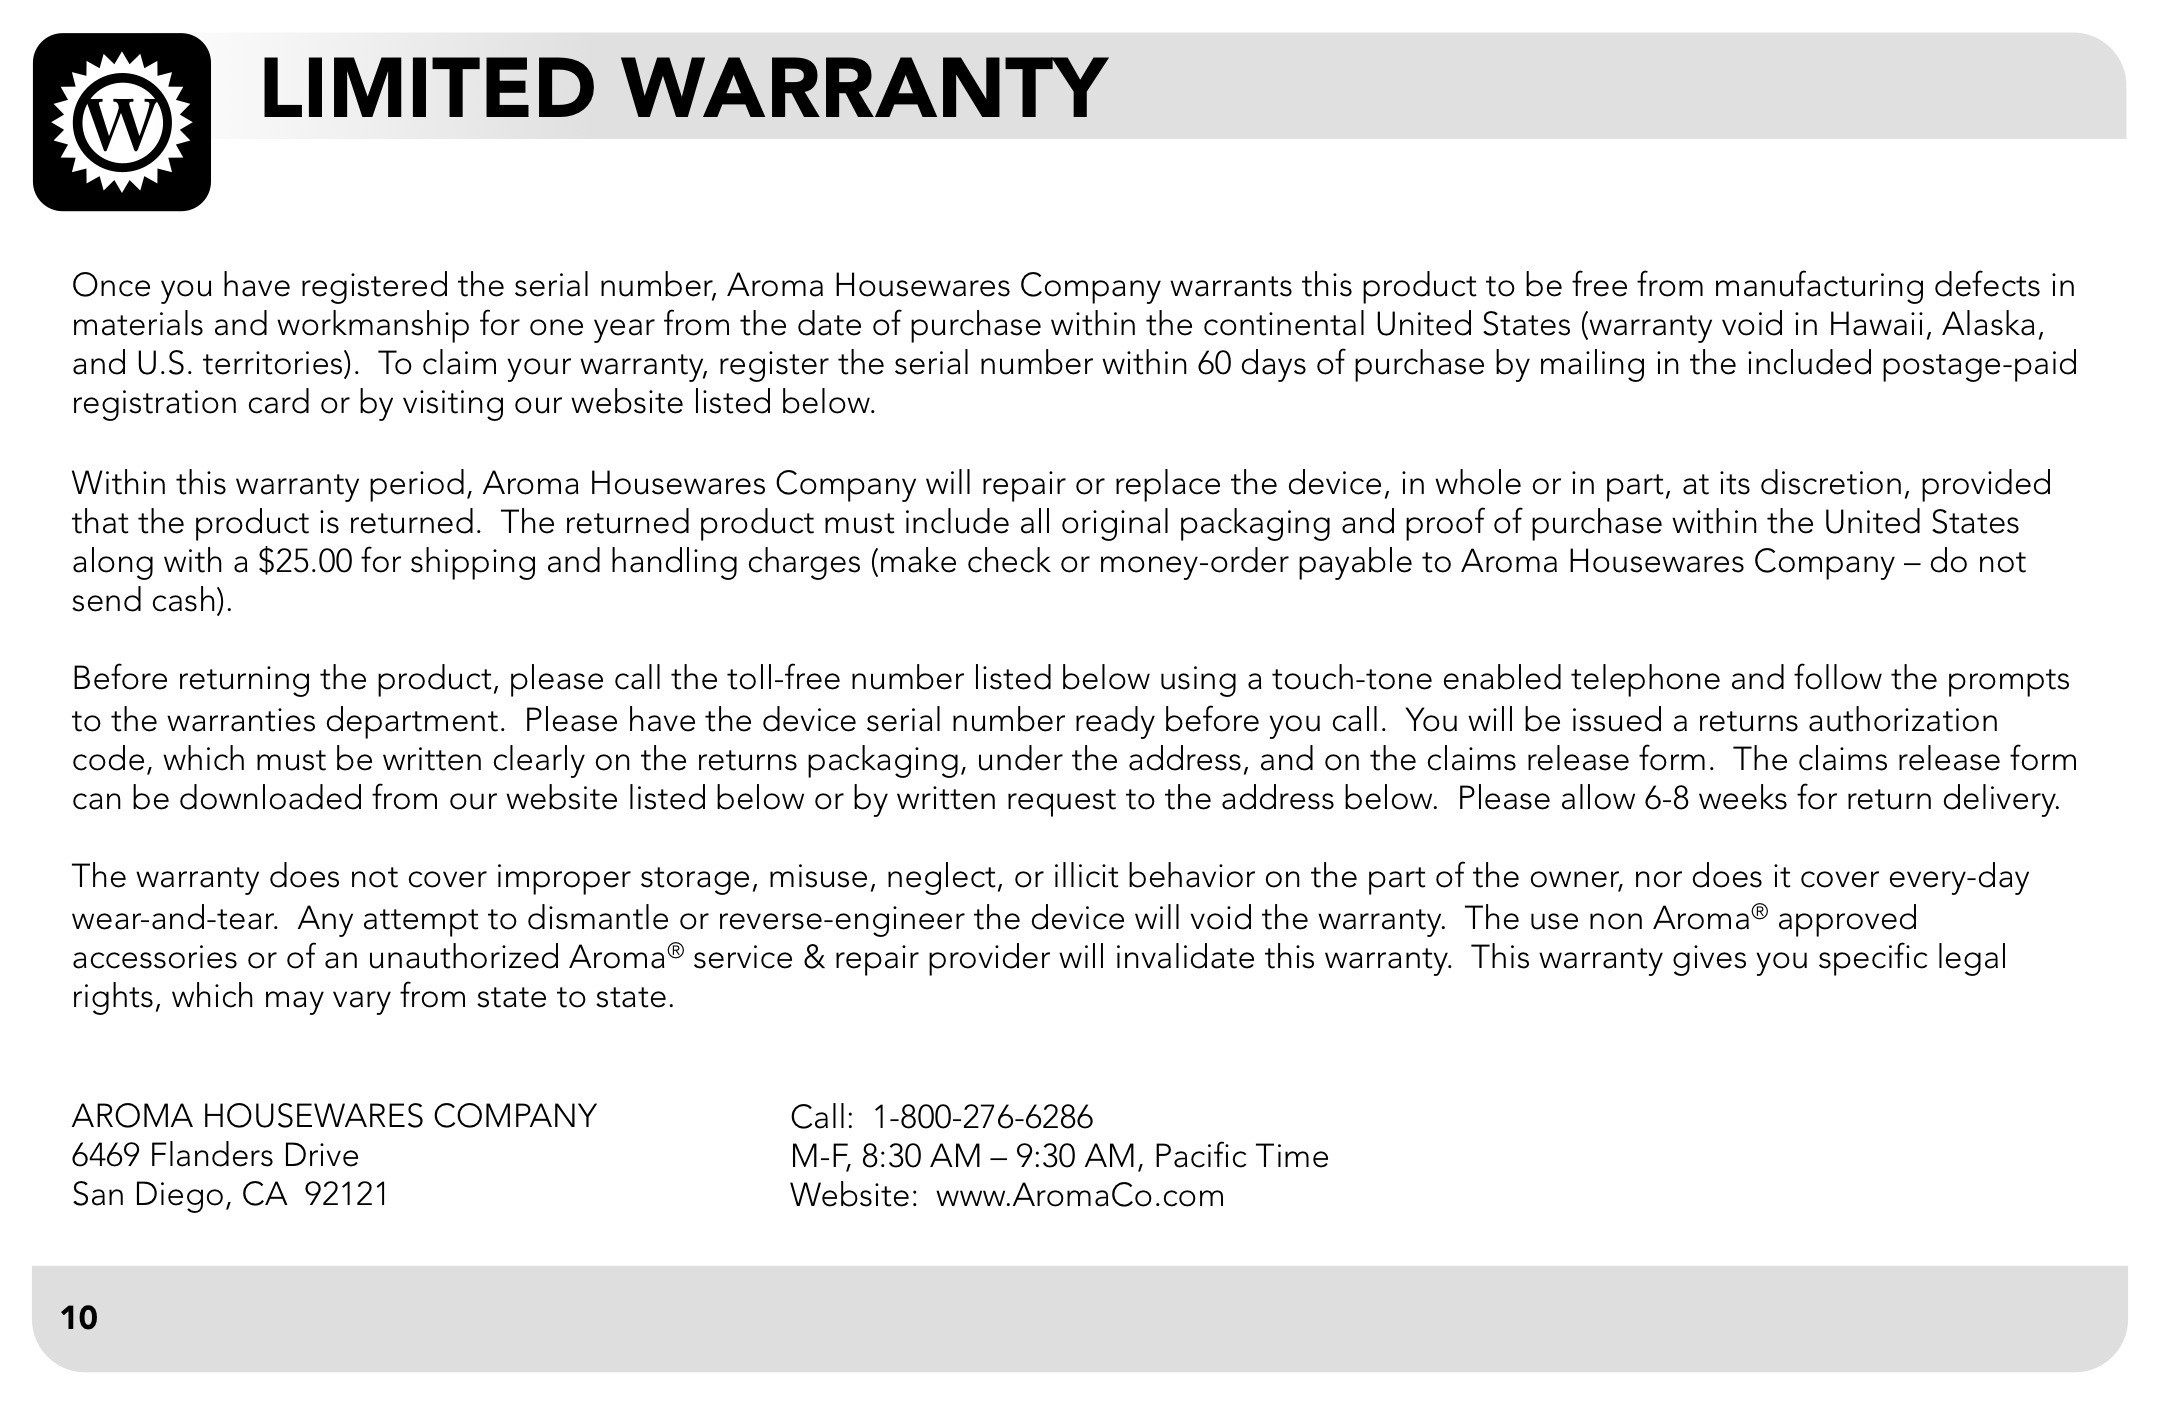 W
LIMITED WARRANTY
Once you have registered the serial number, Aroma Housewares Company warrants this product to be free from manufacturing defects in
materials and workmanship for one year from the date of purchase within the continental United States (warranty void in Hawaii, Alaska,
and U.S. territories).  To claim your warranty, register the serial number within 60 days of purchase by mailing in the included postage-paid
registration card or by visiting our website listed below.
Within this warranty period, Aroma Housewares Company will repair or replace the device, in whole or in part, at its discretion, provided
that the product is returned.  The returned product must include all original packaging and proof of purchase within the United States
along with a $25.00 for shipping and handling charges (make check or money-order payable to Aroma Housewares Company – do not
send cash).
Before returning the product, please call the toll-free number listed below using a touch-tone enabled telephone and follow the prompts
to the warranties department.  Please have the device serial number ready before you call.  You will be issued a returns authorization
code, which must be written clearly on the returns packaging, under the address, and on the claims release form.  The claims release form
can be downloaded from our website listed below or by written request to the address below.  Please allow 6-8 weeks for return delivery.
The warranty does not cover improper storage, misuse, neglect, or illicit behavior on the part of the owner, nor does it cover every-day
wear-and-tear.  Any attempt to dismantle or reverse-engineer the device will void the warranty.  The use non Aroma® approved
accessories or of an unauthorized Aroma® service & repair provider will invalidate this warranty.  This warranty gives you specific legal
rights, which may vary from state to state.
AROMA HOUSEWARES COMPANY
6469 Flanders Drive
San Diego, CA  92121
Call:  1-800-276-6286
M-F, 8:30 AM – 9:30 AM, Pacific Time
Website:  www.AromaCo.com
10